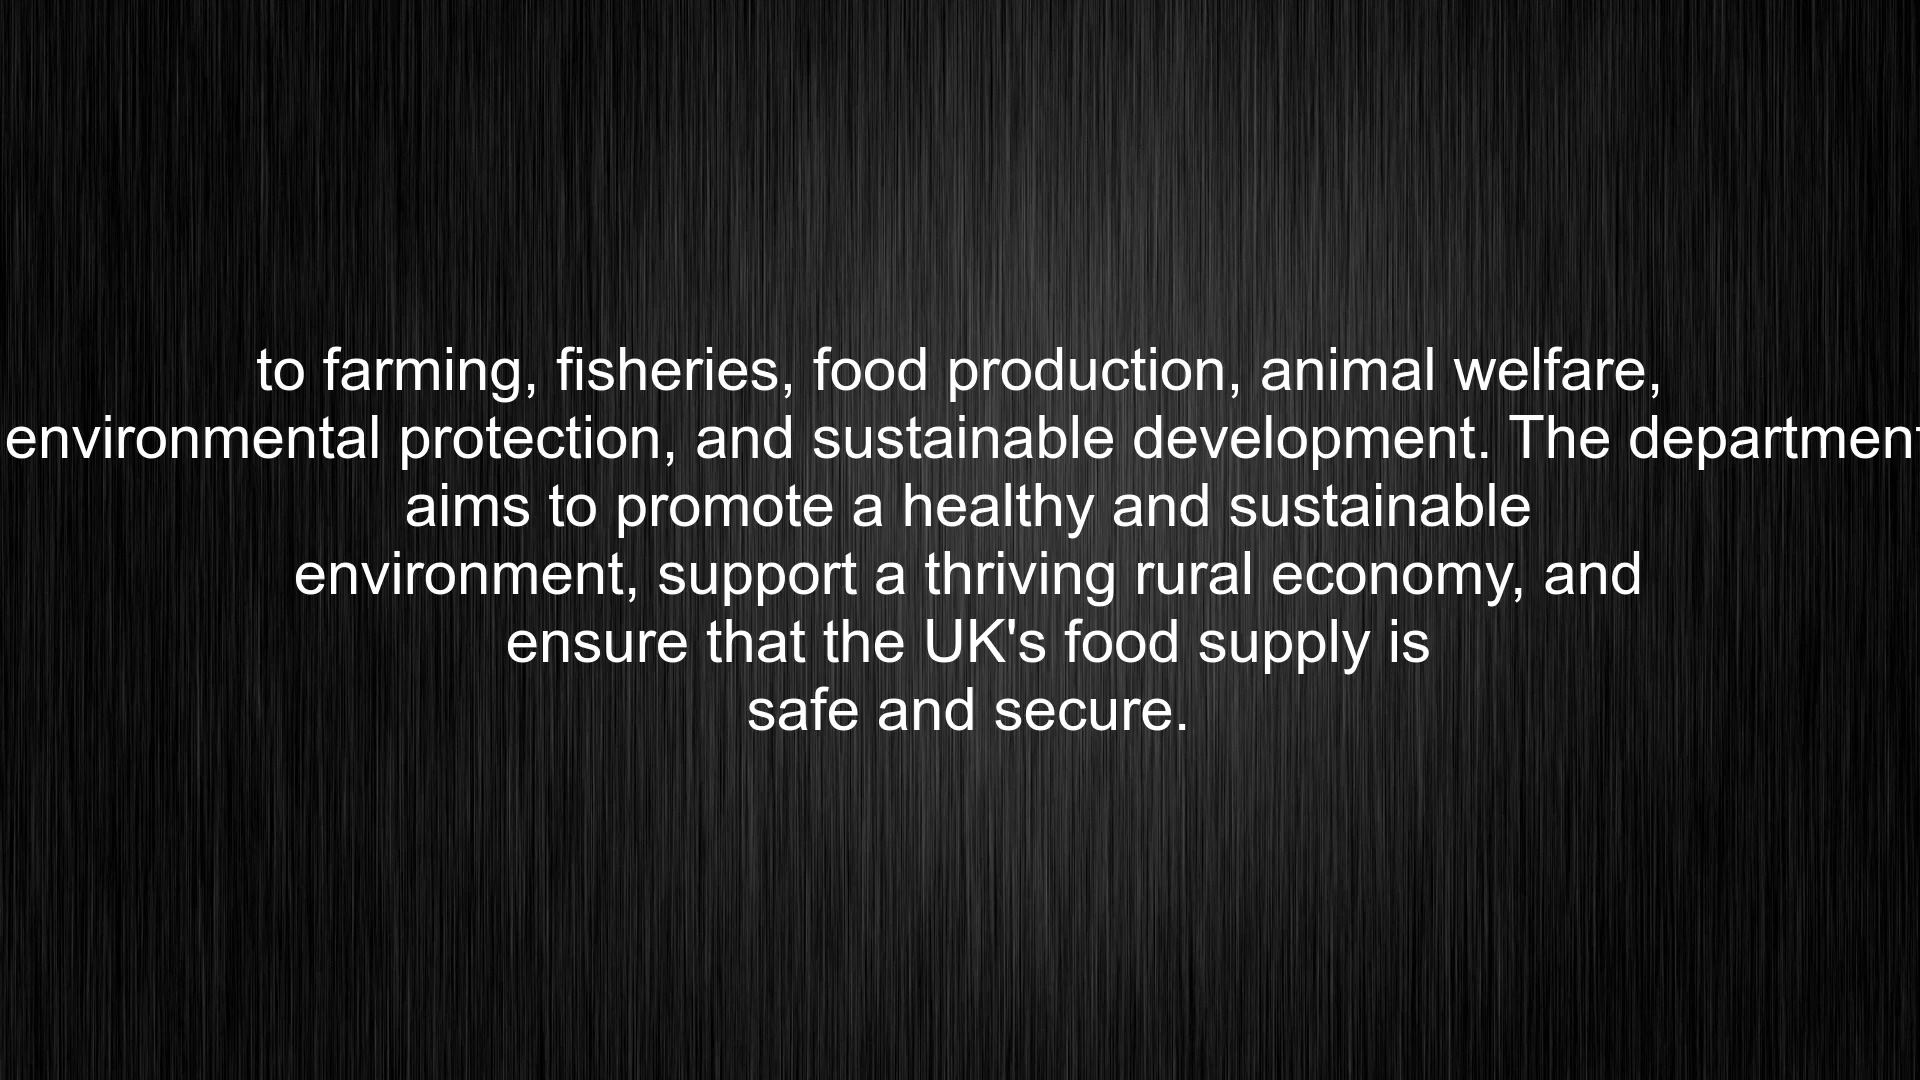 to farming, fisheries, food production, animal welfare,
environmental protection, and sustainable development. The department
aims to promote a healthy and sustainable
environment, support a thriving rural economy, and
ensure that the UK's food supply is
safe and secure.